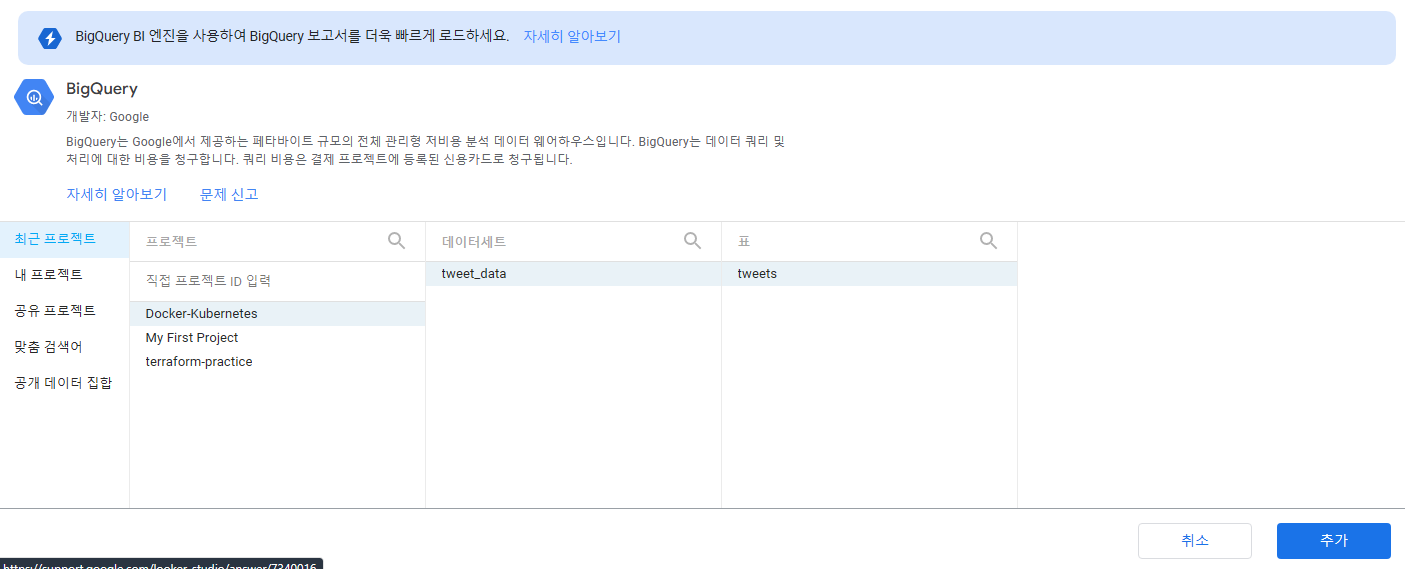 BigQuery BI 엔진을 사용하여 BigQuery 보고서를 더욱 빠르게 로드하세요. 자세히 알아보기
BigQuery
개발자: Google
BigQuery는 Google에서 제공하는 페타바이트 규모의 전체 관리형 저비용 분석 데이터 웨어하우스입니다. BigQuery는 데이터 쿼리 및
처리에 대한 비용을 청구합니다. 쿼리 비용은 결제 프로젝트에 등록된 신용카드로 청구됩니다.
자세히 알아보기 문제 신고
최근 프로젝트
내 프로젝트
공유 프로젝트
맞춤 검색어
공개 데이터 집합
프로젝트
직접 프로젝트 ID 입력
Docker-Kubernetes
My First Project
terraform-practice
데이터세트
tweet_data
표
tweets
취소 추가
https://support.google.com/looker-studio/answer/7340016